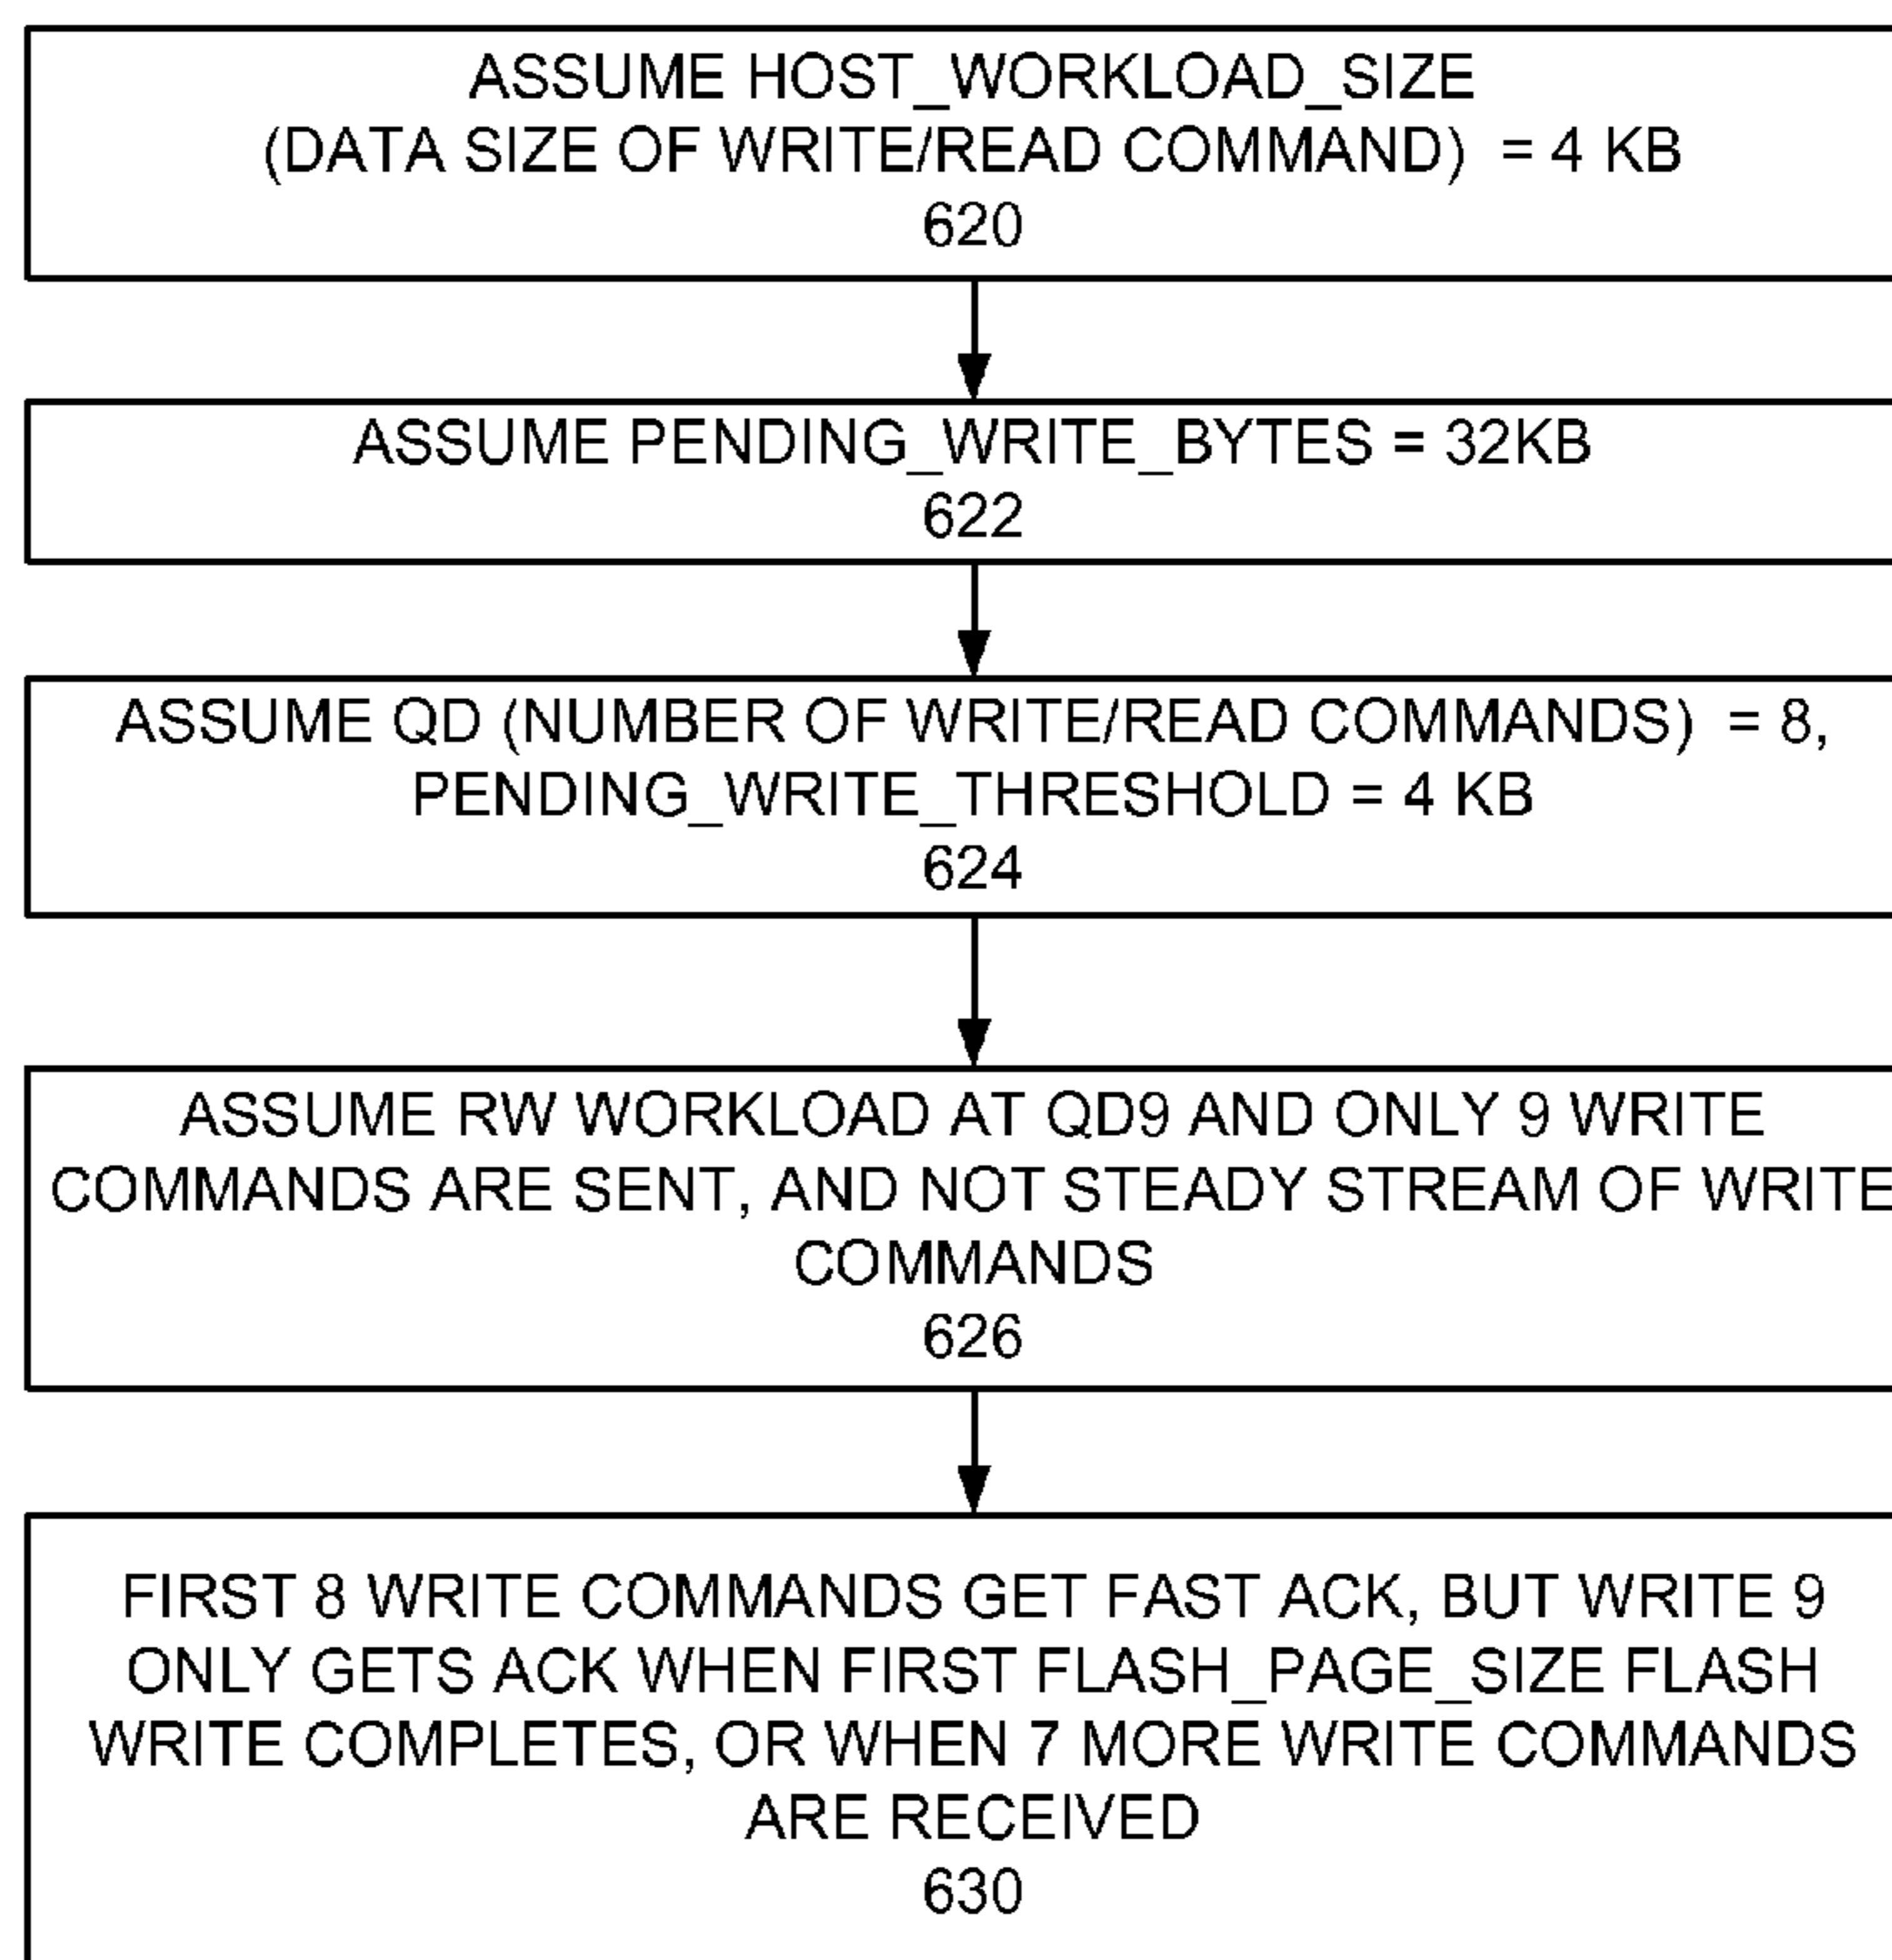 ASSUME HOST_WORKLOAD_SIZE
(DATA SIZE OF WRITE/READ COMMAND) = 4 KB
620
ASSUME PENDING_WRITE_BYTES = 32KB
622
ASSUME QD (NUMBER OF WRITE/READ COMMANDS) = 8,
PENDING_WRITE_THRESHOLD = 4 KB
624
ASSUME RW WORKLOAD AT QD9 AND ONLY 9 WRITE
COMMANDS ARE SENT, AND NOT STEADY STREAM OF WRITE
COMMANDS
626
FIRST 8 WRITE COMMANDS GET FAST ACK, BUT WRITE 9
ONLY GETS ACK WHEN FIRST FLASH_PAGE_SIZE FLASH
WRITE COMPLETES, OR WHEN 7 MORE WRITE COMMANDS
ARE RECEIVED
630